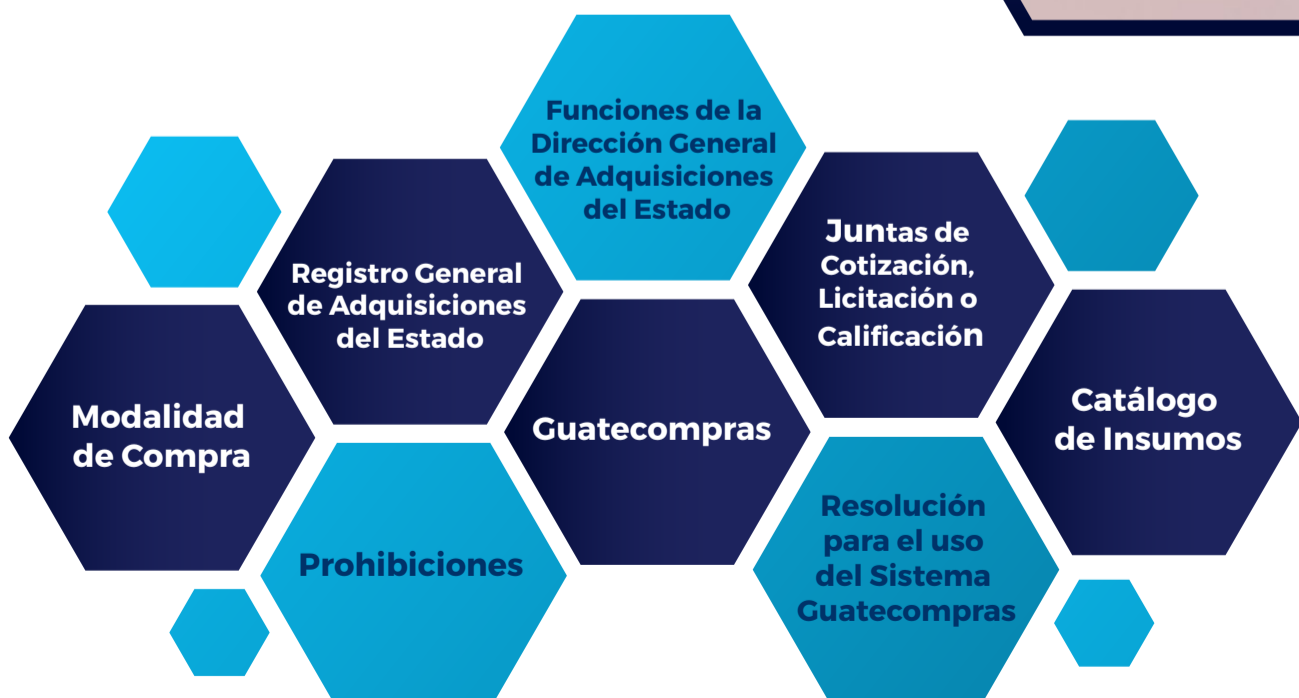 Funciones de la
Dirección General
de Adquisiciones
del Estado
Registro General
de Adquisiciones
del Estado
Juntas de
Cotización,
Licitación o
Calificación
Modalidad
de Compra
Guatecompras
Catálogo
de Insumos
Prohibiciones
Resolución
para el uso
del Sistema
Guatecompras